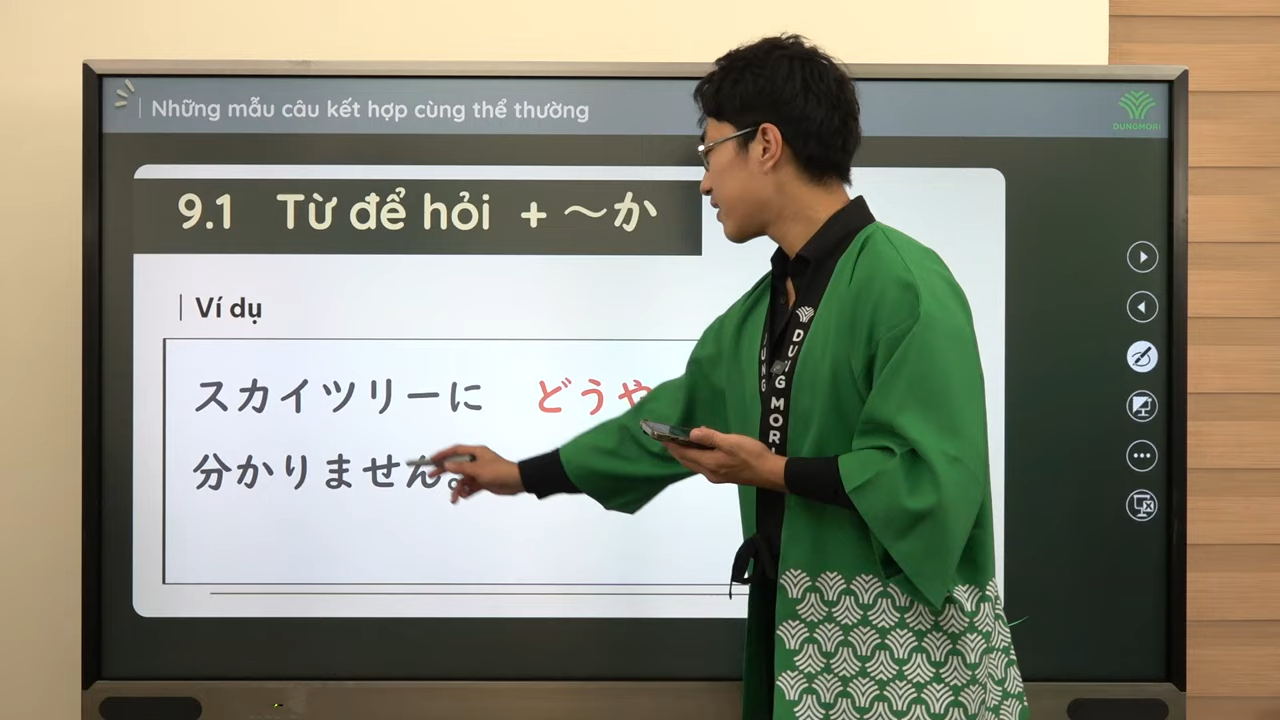 Những mẫu câu kết hợp cùng thể thường
DUNGMORI
9.1 Từ để hỏi + ～か
Ví dụ
スカイツリーに どうや
分かりません。
DUNG MORI